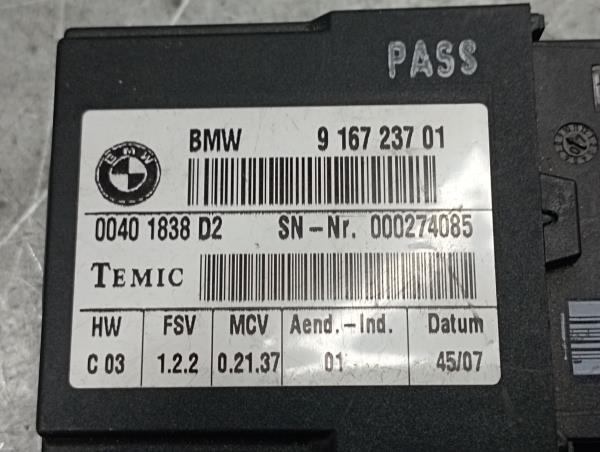 PASS
BMW 9 167 237 01
BMW
0040 1838 D2 SN-Nr. 000274085
TEMIC
HW FSV MCV Aend.-Ind. Datum
C 03 1.2.2 0.21.37 01 45/07